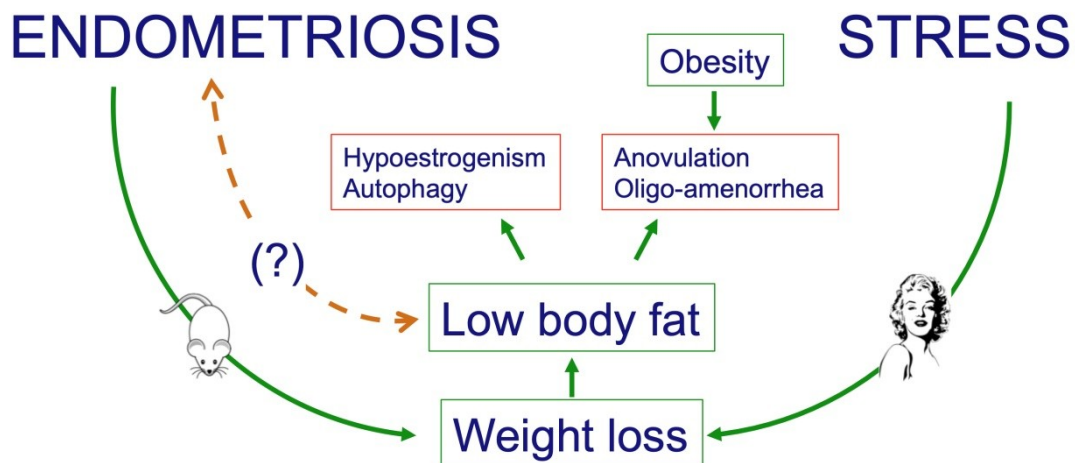 ENDOMETRIOSIS
STRESS
Obesity
Hypoestrogenism
Autophagy
Anovulation
Oligo-amenorrhea
(?)
Low body fat
Weight loss